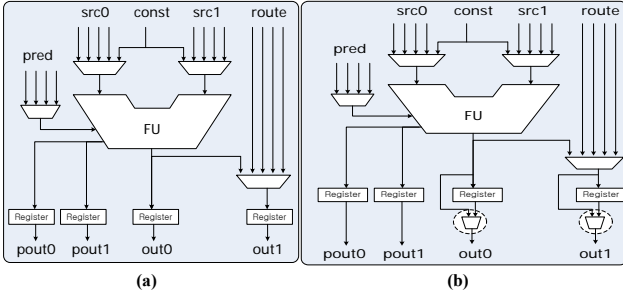 src0 const src1 route
pred
FU
Register Register Register Register
pout0 pout1 out0 out1
(a)
src0 const src1 route
pred
FU
Register Register Register Register
pout0 pout1 out0 out1
(b)